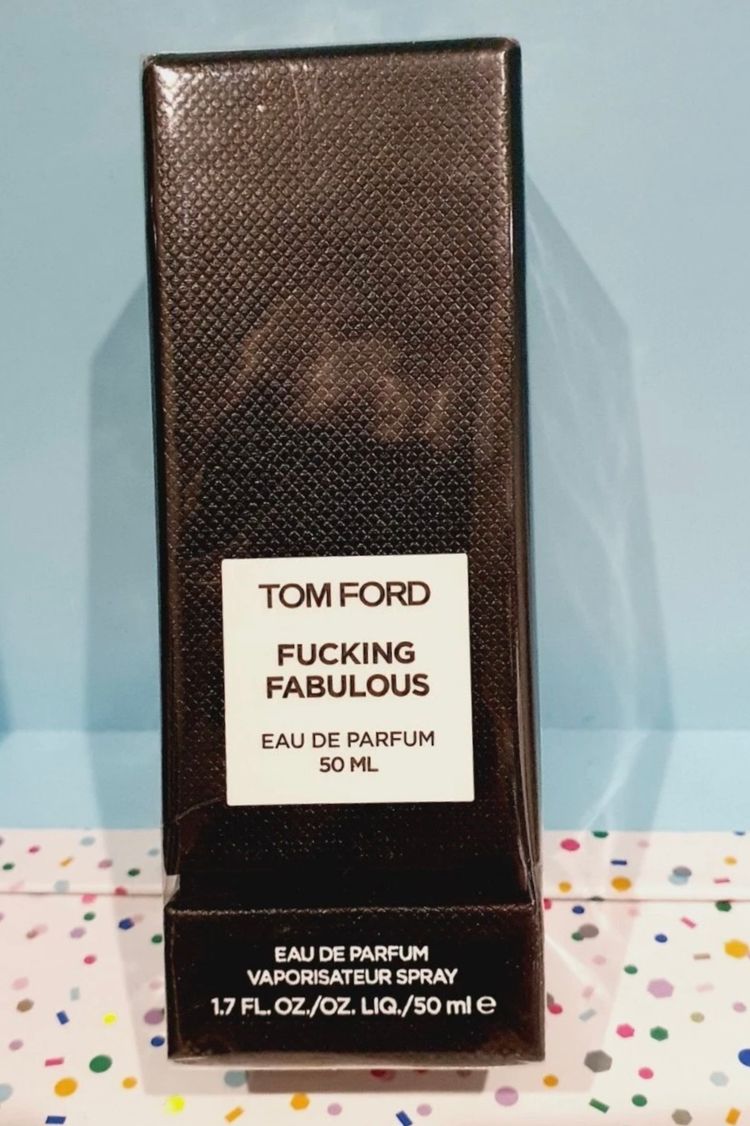 TOM FORD
FUCKING
FABULOUS
EAU DE PARFUM
50 ML
EAU DE PARFUM
VAPORISATEUR SPRAY
1.7 FL. OZ./OZ. LIQ./50 ml e